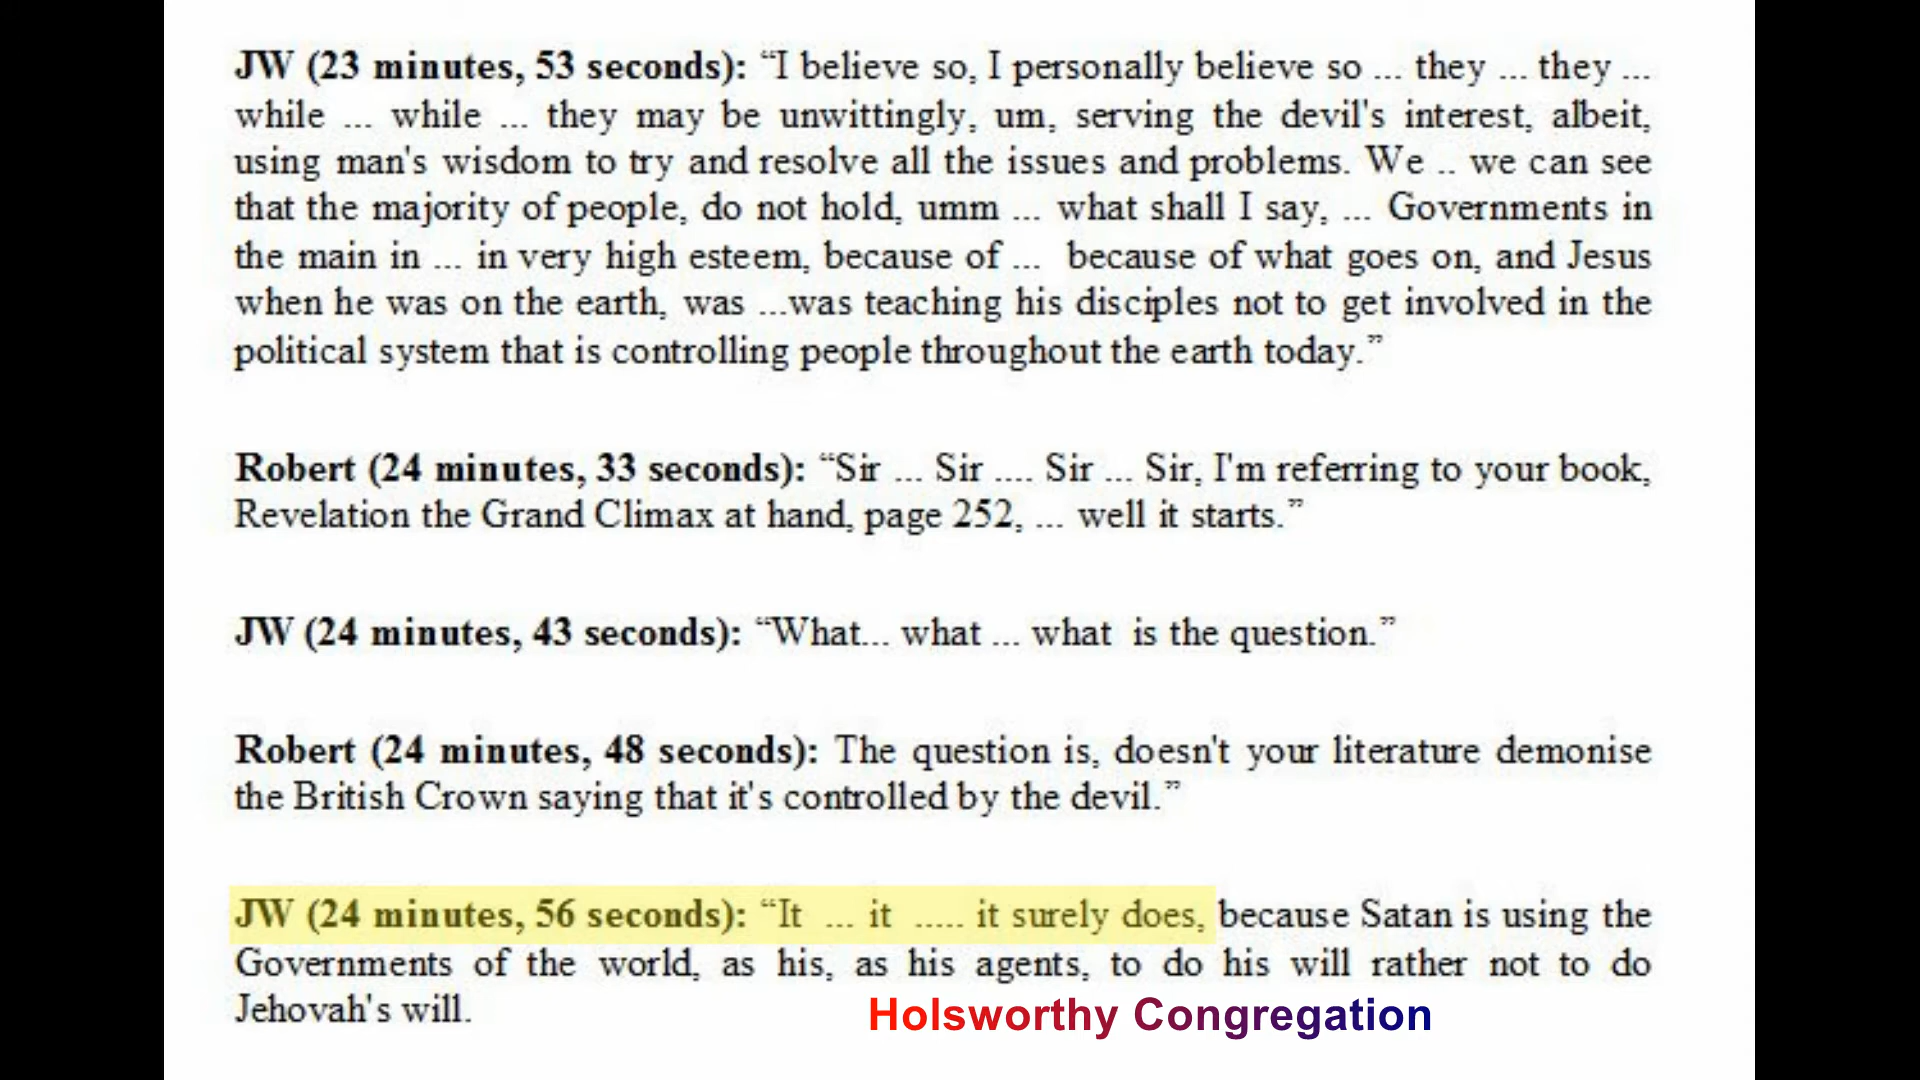 JW (23 minutes, 53 seconds): “I believe so, I personally believe so ... they ... they ...
while ... while ... they may be unwittingly, um, serving the devil's interest, albeit,
using man's wisdom to try and resolve all the issues and problems. We .. we can see
that the majority of people, do not hold, umm ... what shall I say, ... Governments in
the main in ... in very high esteem, because of ... because of what goes on, and Jesus
when he was on the earth, was ...was teaching his disciples not to get involved in the
political system that is controlling people throughout the earth today.”
Robert (24 minutes, 33 seconds): “Sir ... Sir .... Sir ... Sir, I'm referring to your book,
Revelation the Grand Climax at hand, page 252, ... well it starts.”
JW (24 minutes, 43 seconds): “What... what ... what is the question.”
Robert (24 minutes, 48 seconds): The question is, doesn't your literature demonise
the British Crown saying that it's controlled by the devil.”
JW (24 minutes, 56 seconds): “It ... it ..... it surely does, because Satan is using the
Governments of the world, as his, as his agents, to do his will rather not to do
Jehovah's will.
Holsworthy Congregation